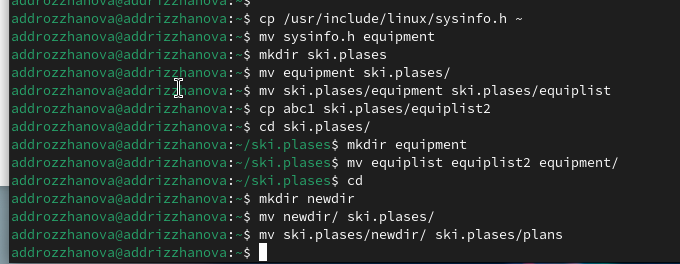 addrozzhanova@addrizzhanova:~$
addrozzhanova@addrizzhanova:~$ cp /usr/include/linux/sysinfo.h ~
addrozzhanova@addrizzhanova:~$ mv sysinfo.h equipment
addrozzhanova@addrizzhanova:~$ mkdir ski.plases
addrozzhanova@addrizzhanova:~$ mv equipment ski.plases/
addrozzhanova@addrizzhanova:~$ mv ski.plases/equipment ski.plases/equiplist
addrozzhanova@addrizzhanova:~$ cp abc1 ski.plases/equiplist2
addrozzhanova@addrizzhanova:~$ cd ski.plases/
addrozzhanova@addrizzhanova:~/ski.plases$ mkdir equipment
addrozzhanova@addrizzhanova:~/ski.plases$ mv equiplist equiplist2 equipment/
addrozzhanova@addrizzhanova:~/ski.plases$ cd
addrozzhanova@addrizzhanova:~$ mkdir newdir
addrozzhanova@addrizzhanova:~$ mv newdir/ ski.plases/
addrozzhanova@addrizzhanova:~$ mv ski.plases/newdir/ ski.plases/plans
addrozzhanova@addrizzhanova:~$